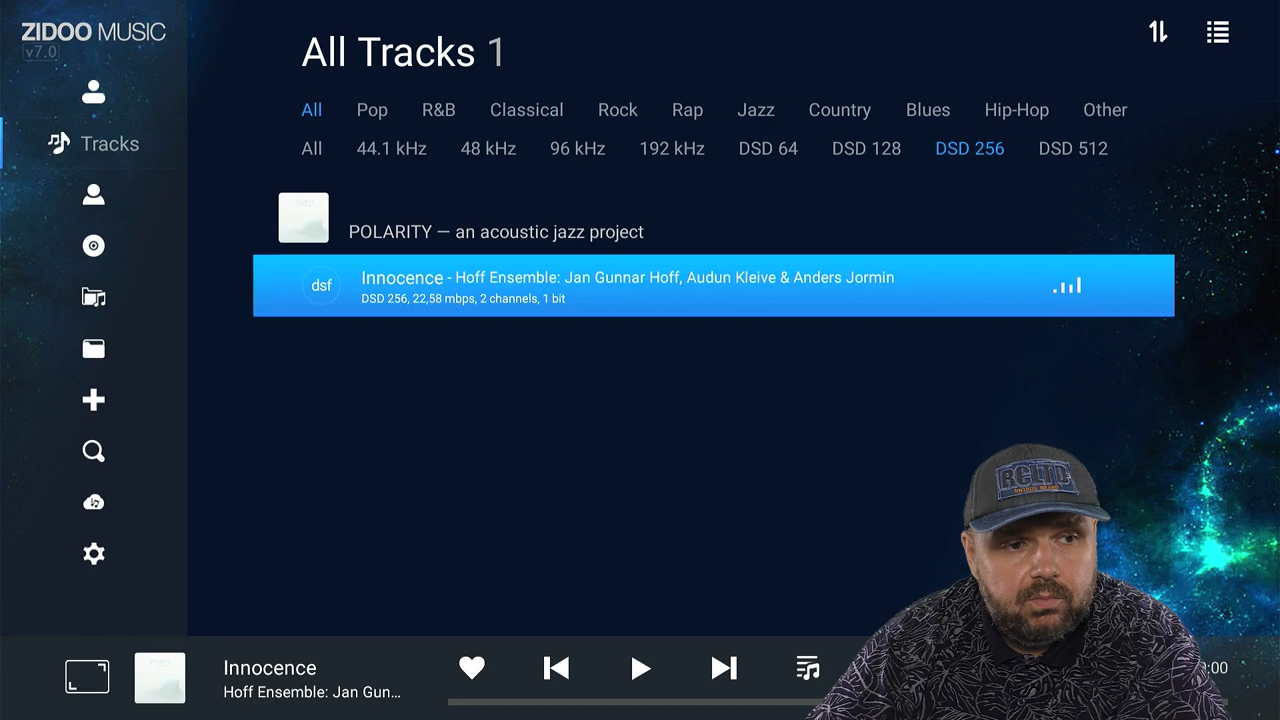 ZIDOO MUSIC
v7.0
All Tracks 1
All Pop R&B Classical Rock Rap Jazz Country Blues Hip-Hop Other
All 44.1 kHz 48 kHz 96 kHz 192 kHz DSD 64 DSD 128 DSD 256 DSD 512
Tracks
POLARITY — an acoustic jazz project
dsf
Innocence - Hoff Ensemble: Jan Gunnar Hoff, Audun Kleive & Anders Jormin
DSD 256, 22,58 mbps, 2 channels, 1 bit
RCLTD
Innocence
Hoff Ensemble: Jan Gun...
:00